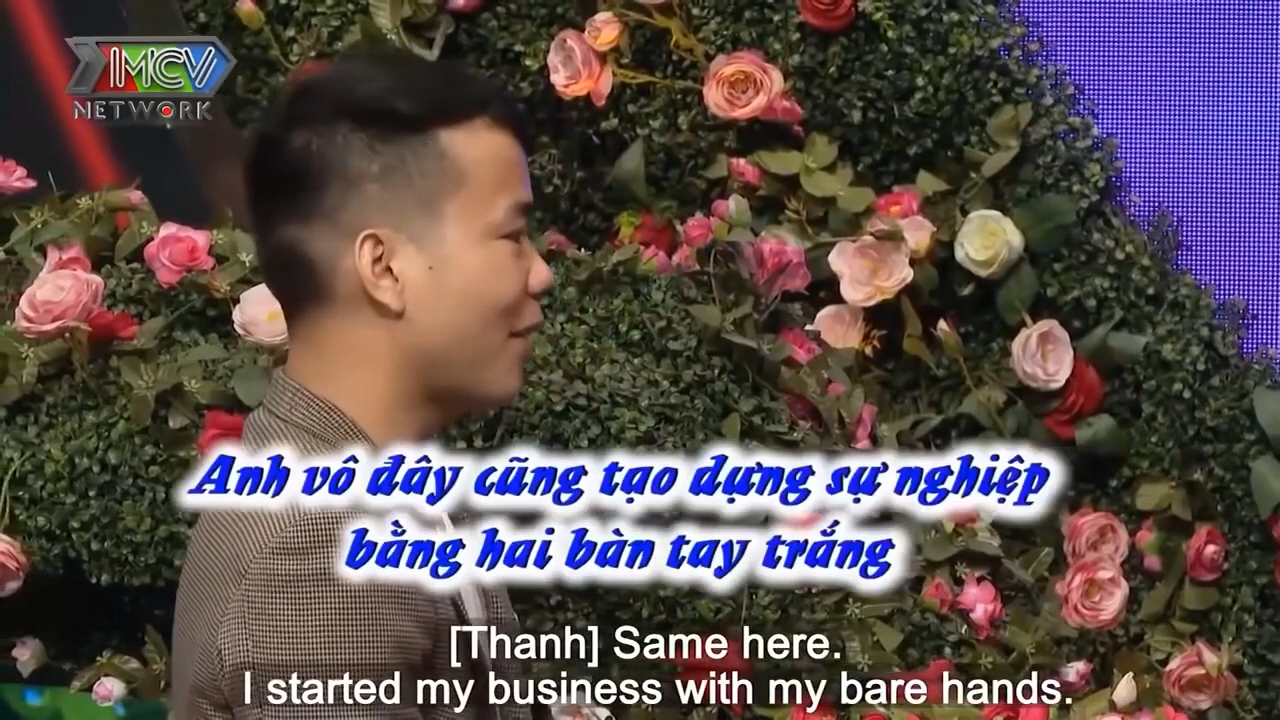 MCV
NETWORK
Anh vô đây cũng tạo dựng sự nghiệp
bằng hai bàn tay trắng
[Thanh] Same here.
I started my business with my bare hands.